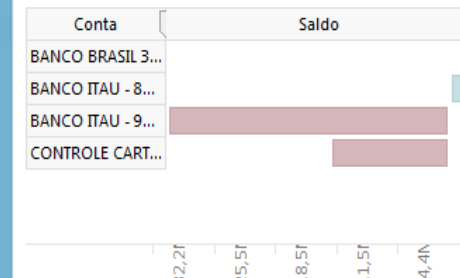 Conta Saldo
BANCO BRASIL 3...
BANCO ITAU - 8...
BANCO ITAU - 9...
CONTROLE CART...